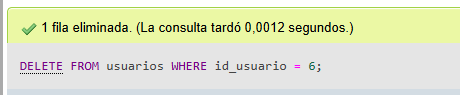 1 fila eliminada. (La consulta tardó 0,0012 segundos.)
DELETE FROM usuarios WHERE id_usuario = 6;